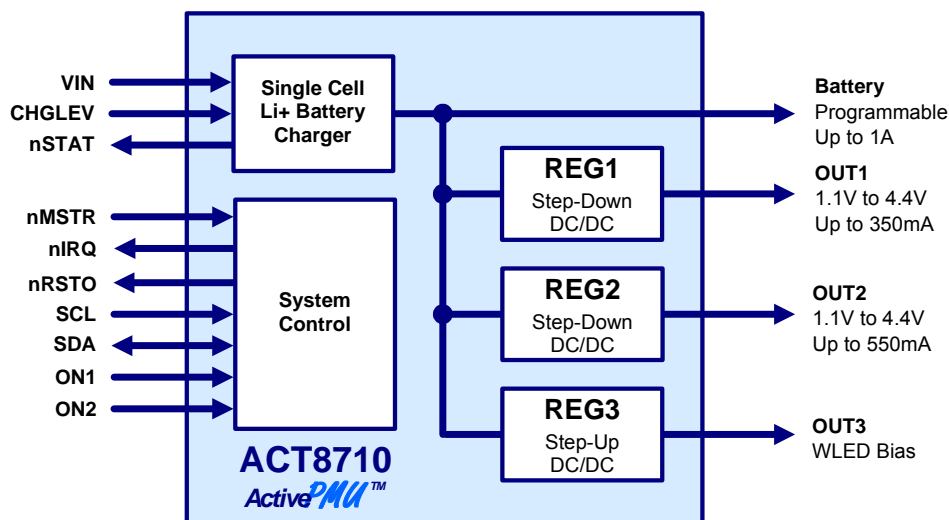 VIN
CHGLEV
nSTAT
Single Cell
Li+ Battery
Charger
Battery
Programmable
Up to 1A
REG1
Step-Down
DC/DC
OUT1
1.1V to 4.4V
Up to 350mA
nMSTR
nIRQ
nRSTO
SCL
SDA
ON1
ON2
System
Control
REG2
Step-Down
DC/DC
OUT2
1.1V to 4.4V
Up to 550mA
REG3
Step-Up
DC/DC
OUT3
WLED Bias
ACT8710
ActivePMU™